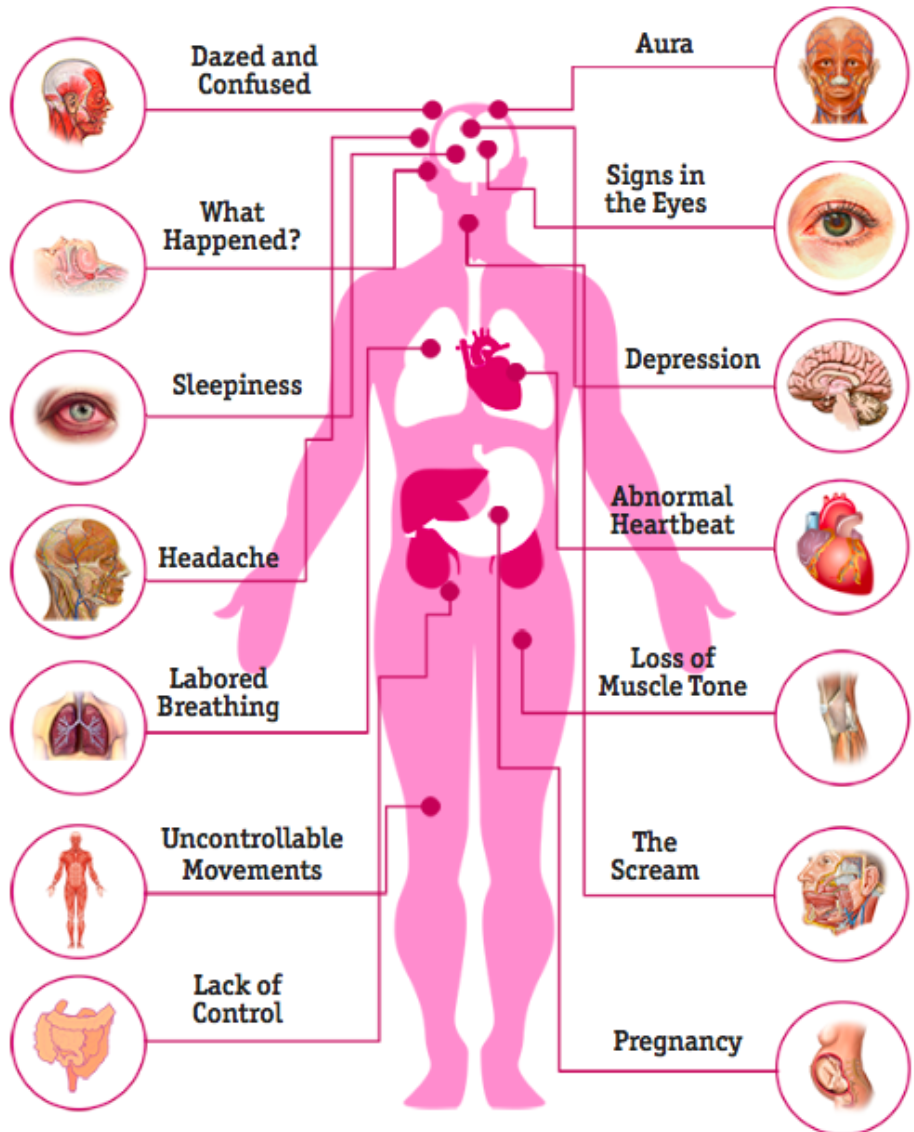 Dazed and
Confused
What
Happened?
Sleepiness
Headache
Labored
Breathing
Uncontrollable
Movements
Lack of
Control
Aura
Signs in
the Eyes
Depression
Abnormal
Heartbeat
Loss of
Muscle Tone
The
Scream
Pregnancy